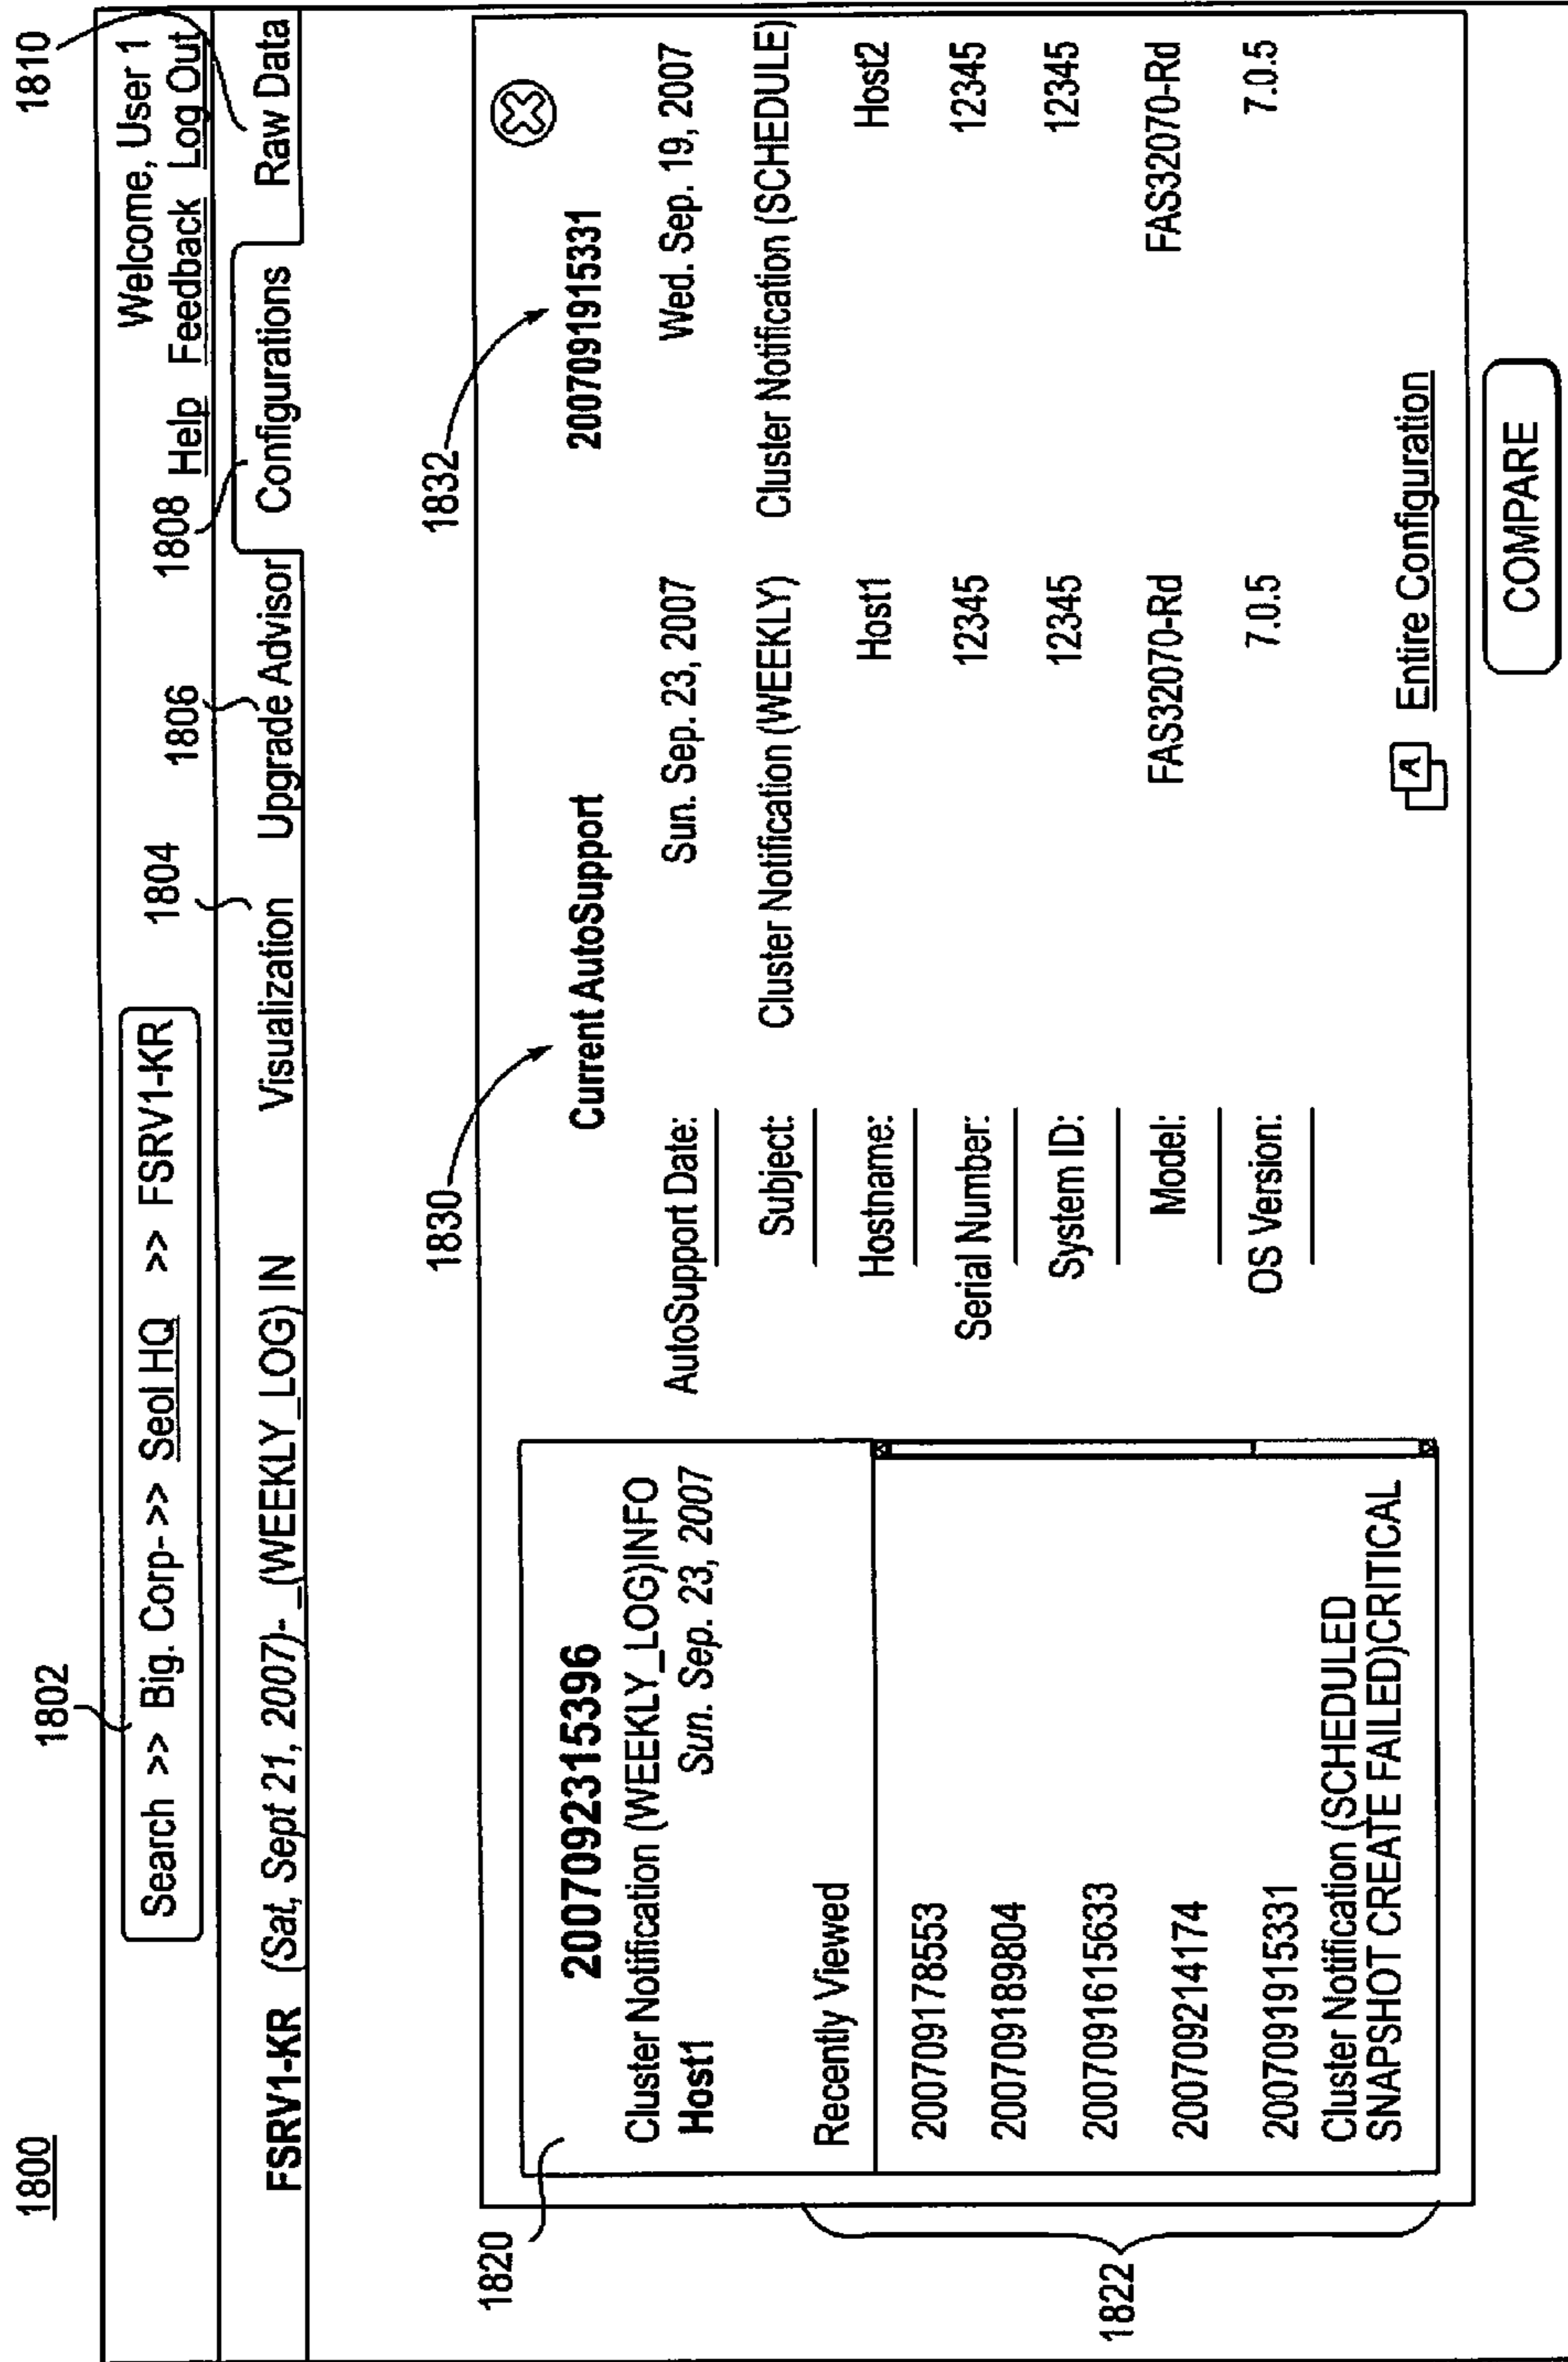 1800
1802
1804
1806
1808
1810
Search >> Big. Corp- >> Seol HQ >> FSRV1-KR
Welcome, User 1
Help Feedback Log Out
FSRV1-KR (Sat, Sept 21, 2007)- _(WEEKLY_LOG) IN
Visualization Upgrade Advisor Configurations Raw Data
1820
2007092315396
Cluster Notification (WEEKLY_LOG)INFO
Host1 Sun. Sep. 23, 2007
Recently Viewed
200709178553
200709189804
2007091615633
200709214174
2007091915331
Cluster Notification (SCHEDULED
SNAPSHOT CREATE FAILED)CRITICAL
1822
1830
1832
Current AutoSupport 2007091915331
AutoSupport Date: Sun. Sep. 23, 2007 Wed. Sep. 19, 2007
Subject: Cluster Notification (WEEKLY) Cluster Notification (SCHEDULE)
Hostname: Host1 Host2
Serial Number: 12345 12345
System ID: 12345 12345
Model: FAS32070-Rd FAS32070-Rd
OS Version: 7.0.5 7.0.5
A Entire Configuration
COMPARE